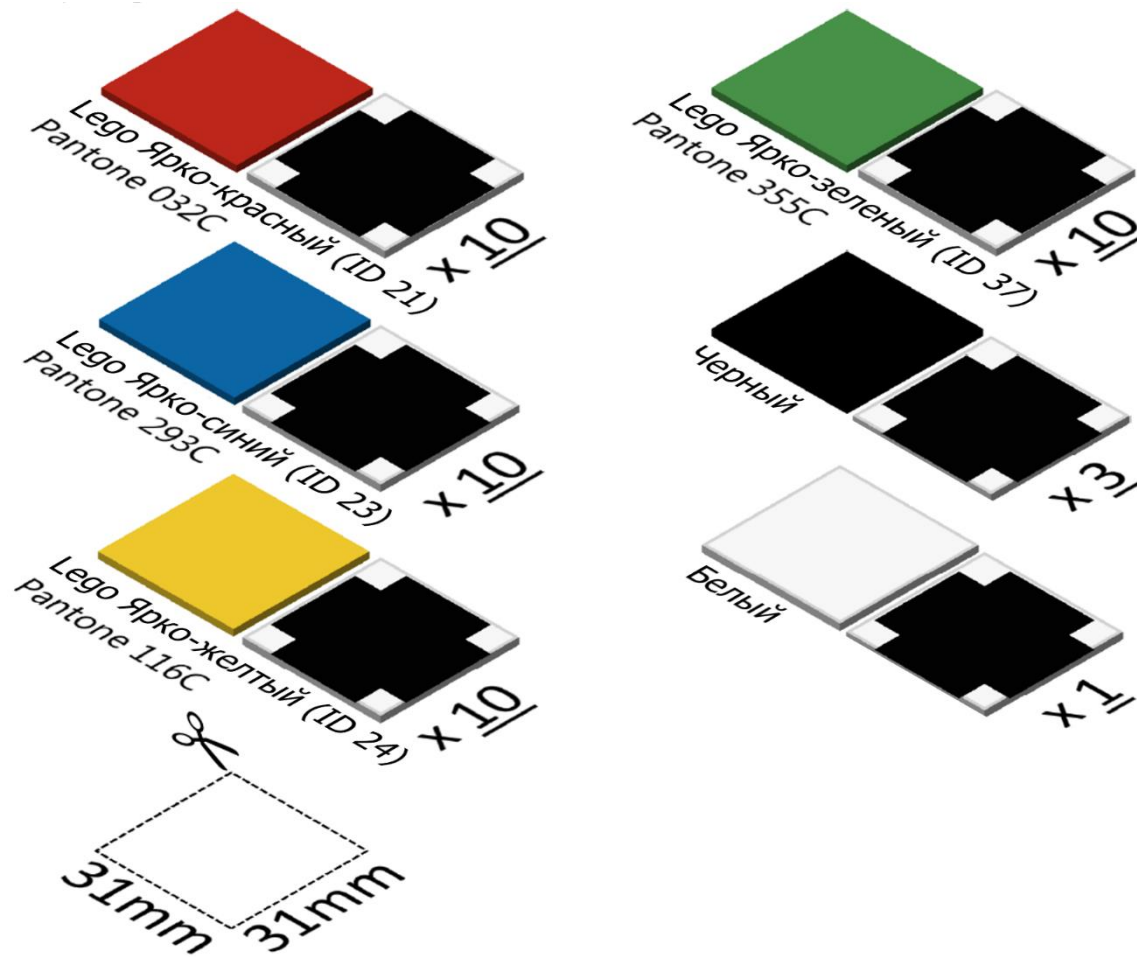 Lego Ярко-красный (ID 21)
Pantone 032C
x 10
Lego Ярко-зеленый (ID 37)
Pantone 355C
x 10
Lego Ярко-синий (ID 23)
Pantone 293C
x 10
Черный
x 3
Lego Ярко-желтый (ID 24)
Pantone 116C
x 10
Белый
x 1
31mm
31mm